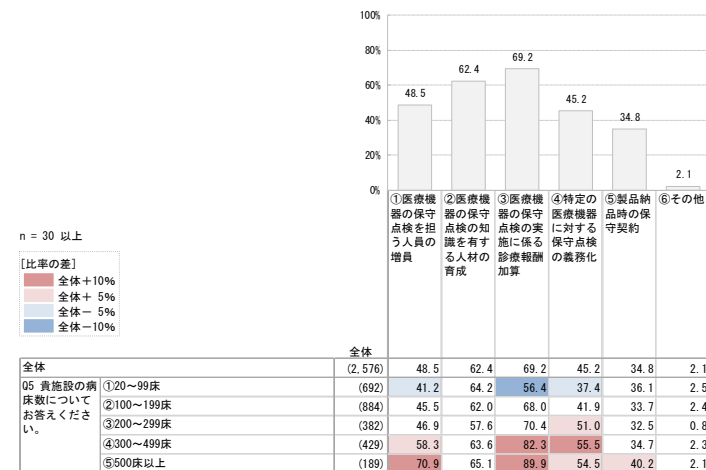 100%
80%
60%
40%
20%
0%
48.5
62.4
69.2
45.2
34.8
2.1
①医療機
器の保守
点検を担
う人員の
増員
②医療機
器の保守
点検の知
識を有す
る人材の
育成
③医療機
器の保守
点検の実
施に係る
診療報酬
加算
④特定の
医療機器
に対する
保守点検
の義務化
⑤製品納
品時の保
守契約
⑥その他
n = 30 以上
[比率の差]
全体+10%
全体+ 5%
全体- 5%
全体-10%
全体
全体 (2,576) 48.5 62.4 69.2 45.2 34.8 2.1
Q5 貴施設の病
床数について
お答えくださ
い。
①20～99床 (692) 41.2 64.2 56.4 37.4 36.1 2.5
②100～199床 (884) 45.5 62.0 68.0 41.9 33.7 2.4
③200～299床 (382) 46.9 57.6 70.4 51.0 32.5 0.8
④300～499床 (429) 58.3 63.6 82.3 55.5 34.7 2.3
⑤500床以上 (189) 70.9 65.1 89.9 54.5 40.2 2.1